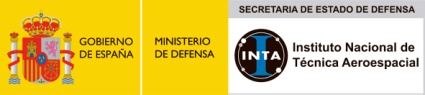 GOBIERNO
DE ESPAÑA
MINISTERIO
DE DEFENSA
SECRETARIA DE ESTADO DE DEFENSA
INTA
Instituto Nacional de
Técnica Aeroespacial